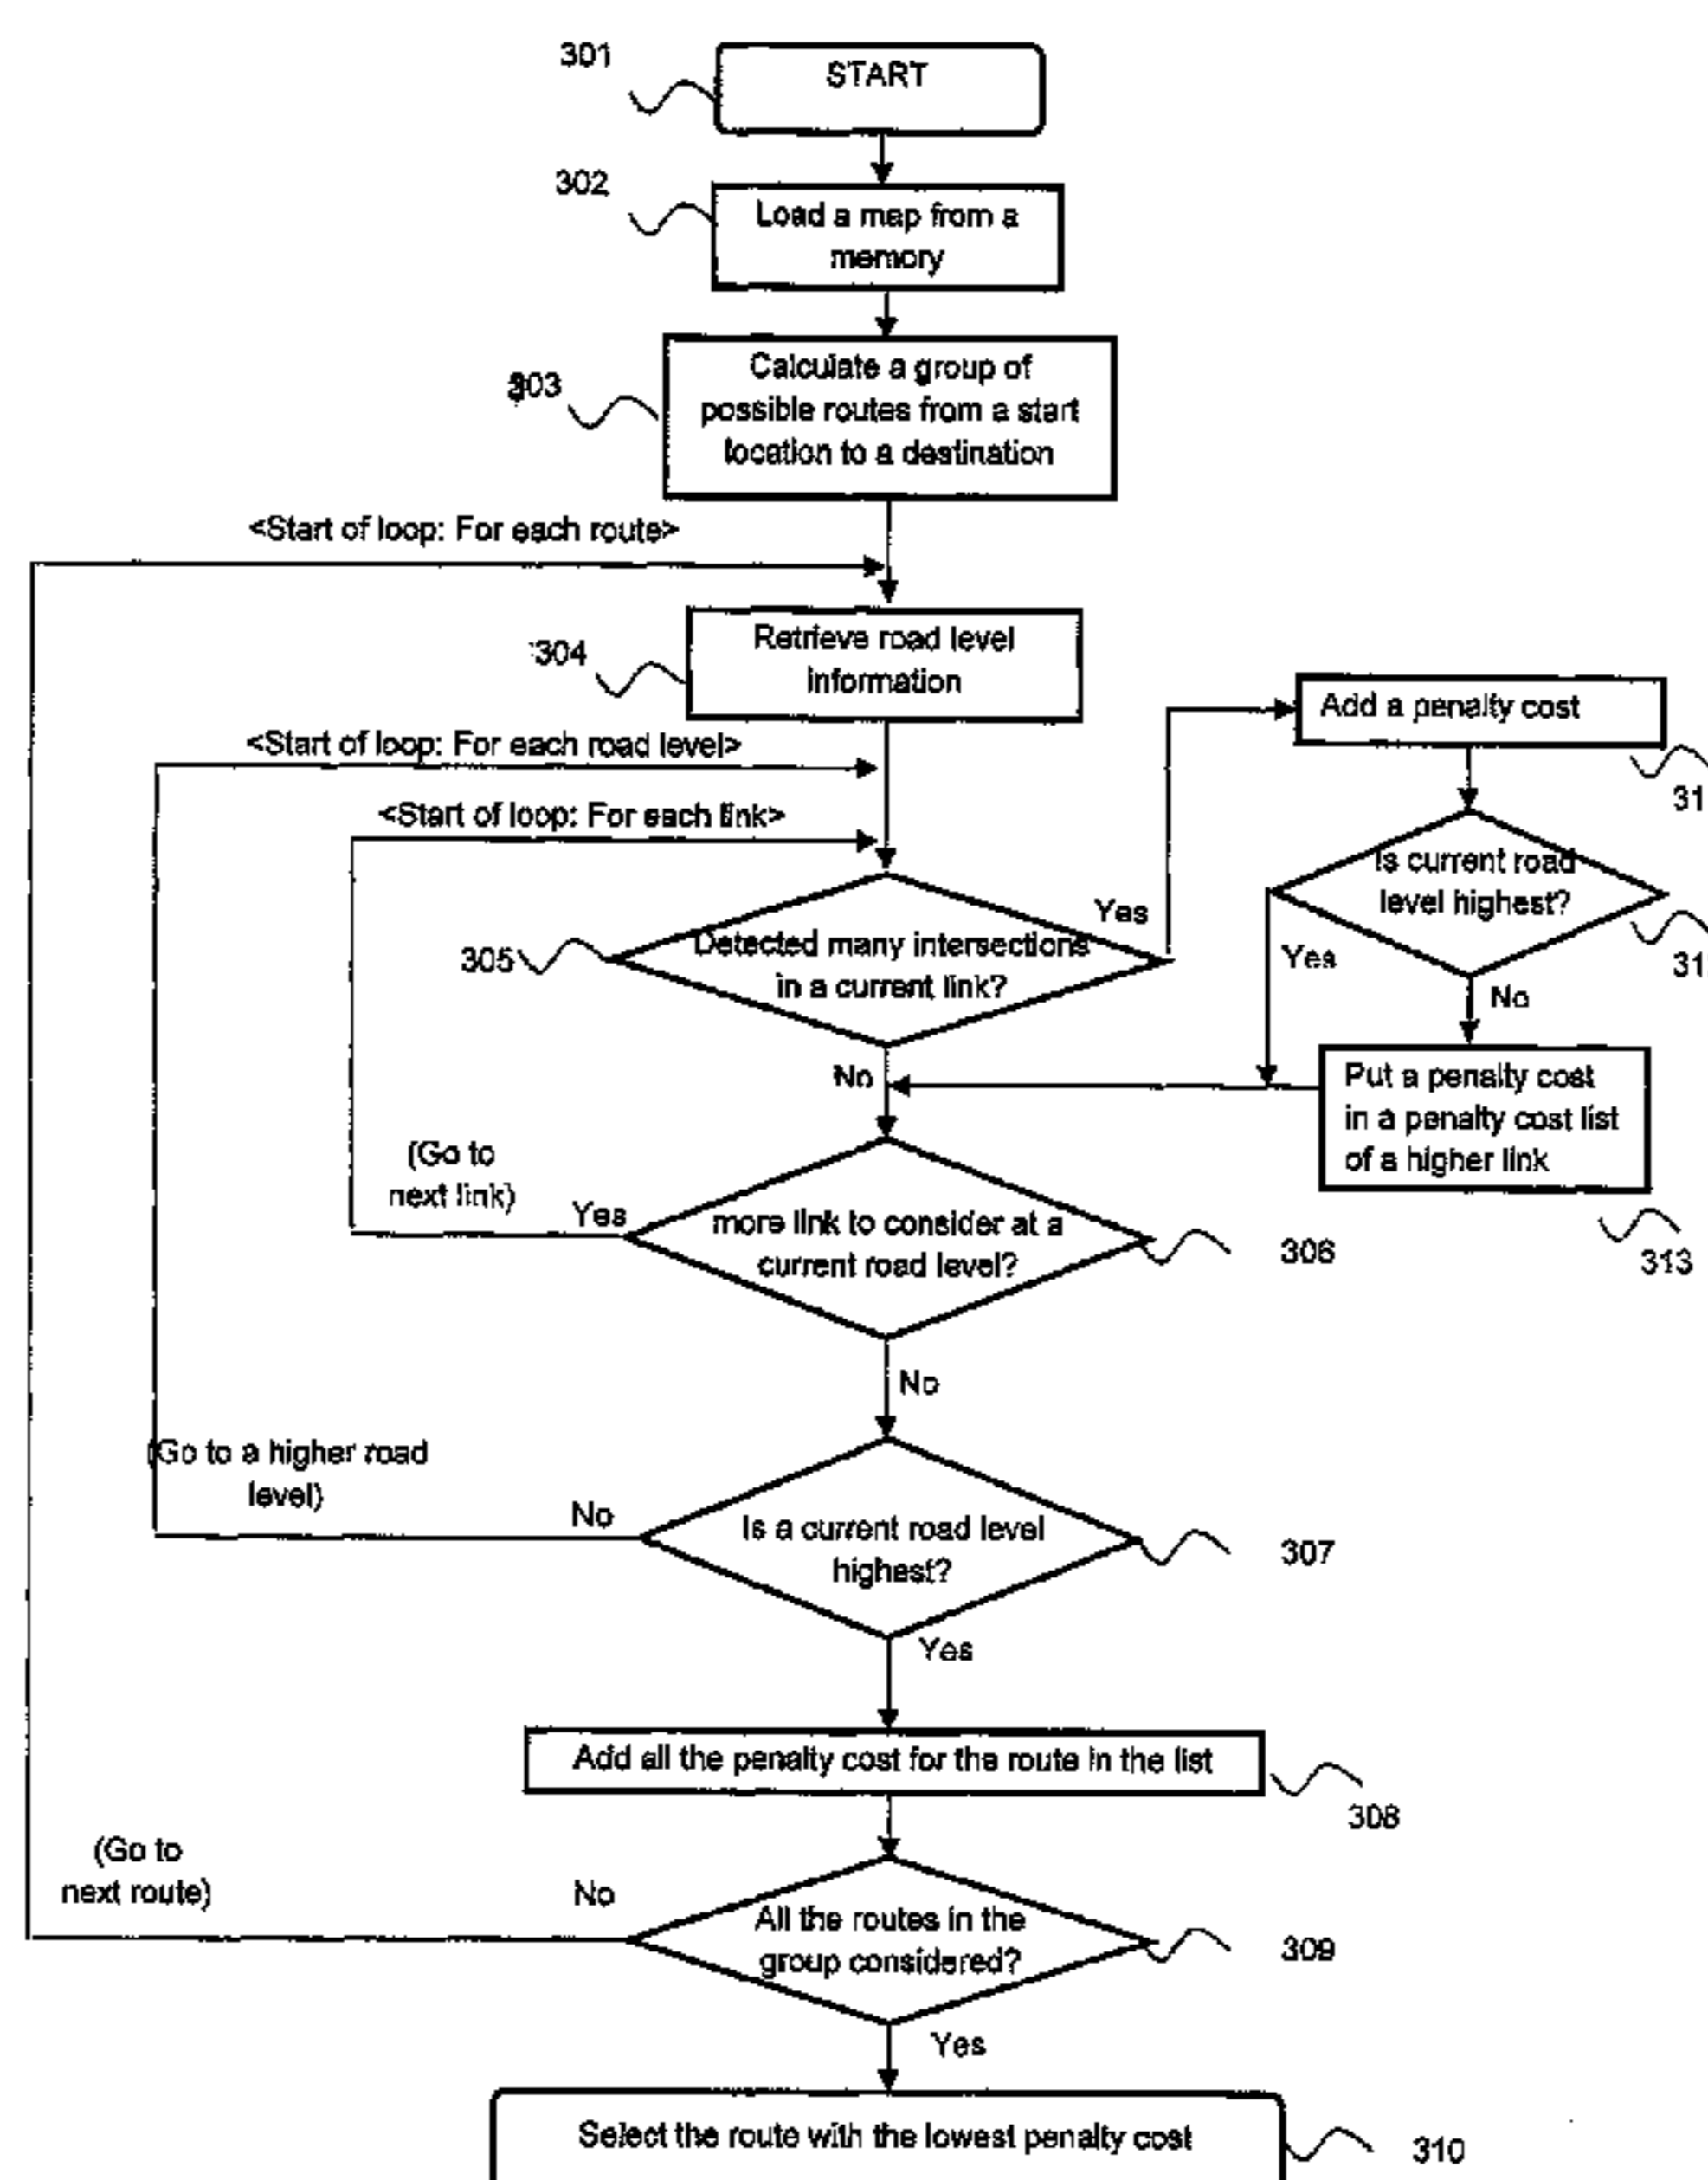 301
START
302
Load a map from a
memory
303
Calculate a group of
possible routes from a start
location to a destination
<Start of loop: For each route>
304
Retrieve road level
information
Add a penalty cost
31
<Start of loop: For each road level>
<Start of loop: For each link>
Is current road
level highest?
31
Yes
No
305
Detected many intersections
in a current link?
Yes
No
Put a penalty cost
in a penalty cost list
of a higher link
313
(Go to
next link)
Yes
more link to consider at a
current road level?
306
No
(Go to a higher road
level)
No
Is a current road level
highest?
307
Yes
Add all the penalty cost for the route in the list
308
(Go to
next route)
No
All the routes in the
group considered?
309
Yes
Select the route with the lowest penalty cost
310